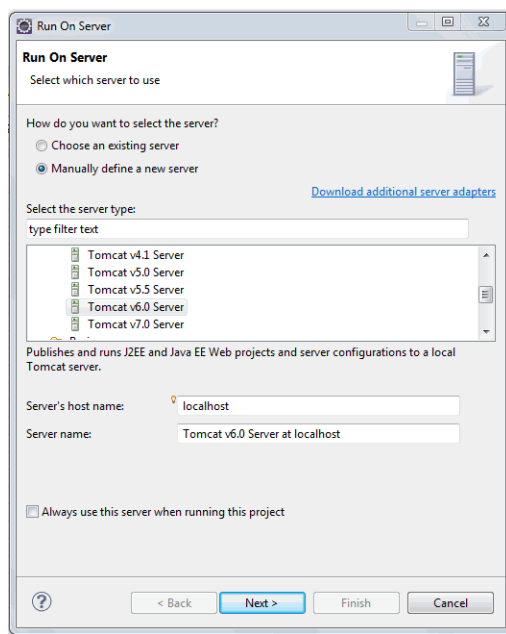 Run On Server
Run On Server
Select which server to use
How do you want to select the server?
Choose an existing server
Manually define a new server
Download additional server adapters
Select the server type:
type filter text
Tomcat v4.1 Server
Tomcat v5.0 Server
Tomcat v5.5 Server
Tomcat v6.0 Server
Tomcat v7.0 Server
Publishes and runs J2EE and Java EE Web projects and server configurations to a local
Tomcat server.
Server's host name: localhost
Server name: Tomcat v6.0 Server at localhost
Always use this server when running this project
? < Back Next > Finish Cancel